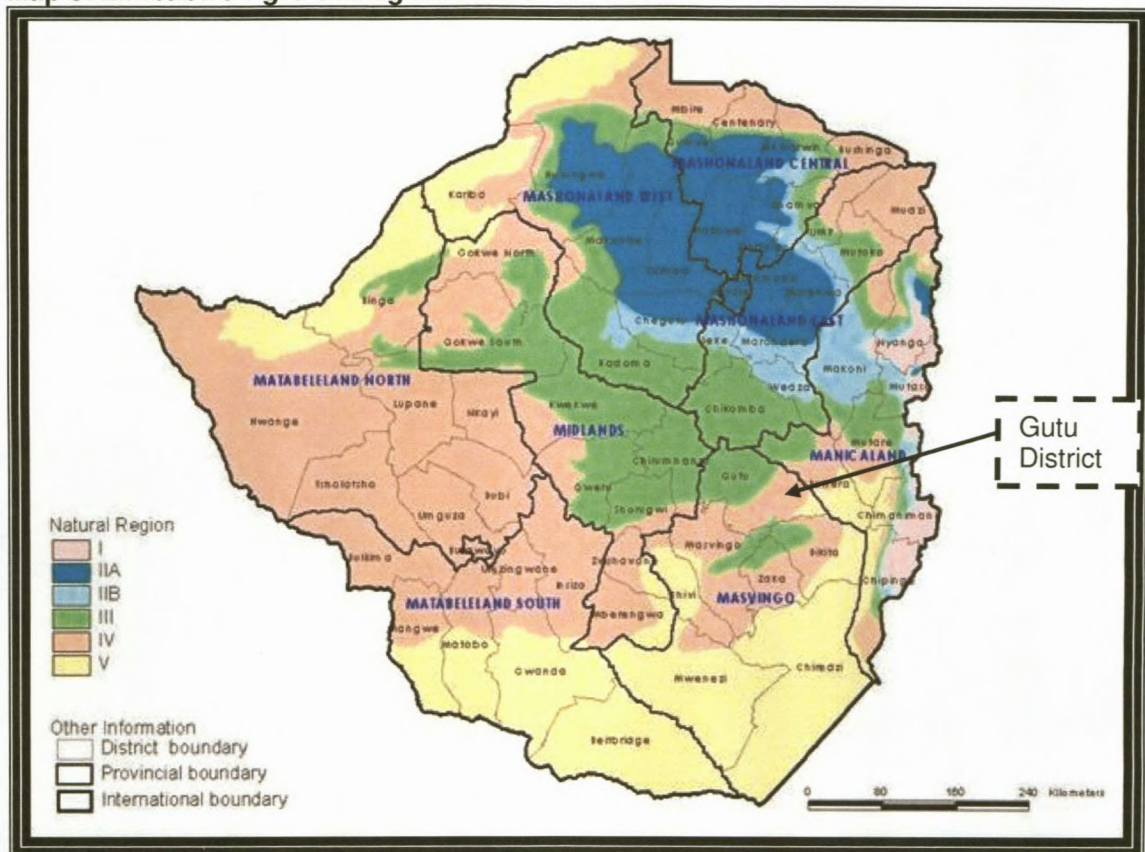 Mbire
Centenary
Rushinga
MASHONALAND CENTRAL
Kariba
MASHONALAND WEST
Mudzi
UMP
Mutoko
Gokwe North
Binga
Chegutu
MASHONALAND EAST
Seke
Marondera
Nyanga
Gokwe South
Kadoma
Makoni
Mutasa
Wedza
MATABELELAND NORTH
Lupane
Nkayi
Hwange
Kwekwe
Chikomba
MIDLANDS
Mutare
MANICALAND
Gutu
District
Chirumhanzi
Gutu
Gweru
Tsholotsho
Bubi
Umguza
Shurugwi
Chimanimani
Natural Region
I
IIA
IIB
III
IV
V
Bulilima
Bulawayo
Umzingwane
Insiza
Zvishavane
Masvingo
Bikita
Zaka
Chipinge
MATABELELAND SOUTH
Mberengwa
Chivi
MASVINGO
Mangwe
Matobo
Gwanda
Mwenezi
Chiredzi
Beitbridge
Other Information
District boundary
Provincial boundary
International boundary
0 80 160 240 Kilometers